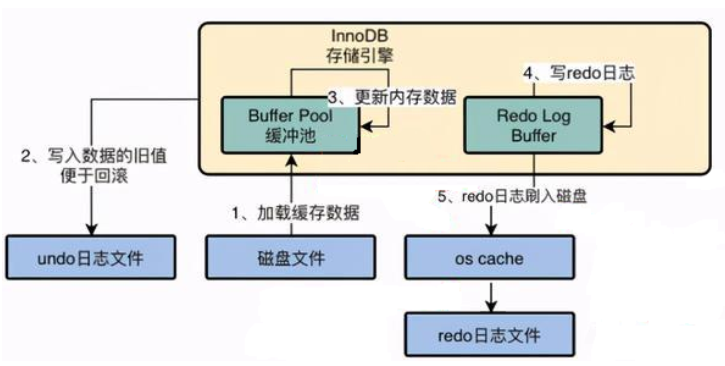 InnoDB
存储引擎
4、写redo日志
3、更新内存数据
Buffer Pool
缓冲池
Redo Log
Buffer
2、写入数据的旧值
便于回滚
5、redo日志刷入磁盘
1、加载缓存数据
undo日志文件
磁盘文件
os cache
redo日志文件